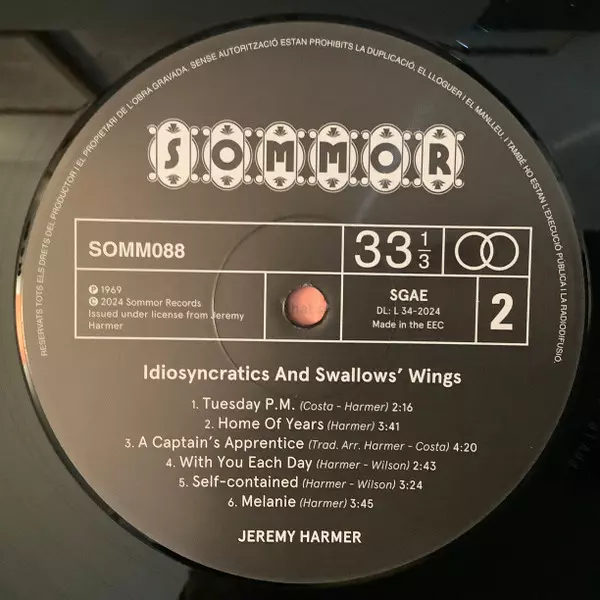 RESERVATS TOTS ELS DRETS DEL PRODUCTOR I EL PROPIETARI DE L'OBRA GRAVADA. SENSE AUTORITZACIÓ ESTAN PROHIBITS LA DUPLICACIÓ, EL LLOGUER I EL MANLLEU, I TAMBÉ HO ESTAN L'EXECUCIÓ PÚBLICA I LA RADIODIFUSIÓ.
SOMMOR
SOMM088
33 1/3
℗ 1969
© 2024 Sommor Records
Issued under license from Jeremy
Harmer
SGAE
DL: L 34-2024
Made in the EEC
2
Idiosyncratics And Swallows' Wings
1. Tuesday P.M. (Costa - Harmer) 2:16
2. Home Of Years (Harmer) 3:41
3. A Captain's Apprentice (Trad. Arr. Harmer - Costa) 4:20
4. With You Each Day (Harmer - Wilson) 2:43
5. Self-contained (Harmer - Wilson) 3:24
6. Melanie (Harmer) 3:45
JEREMY HARMER